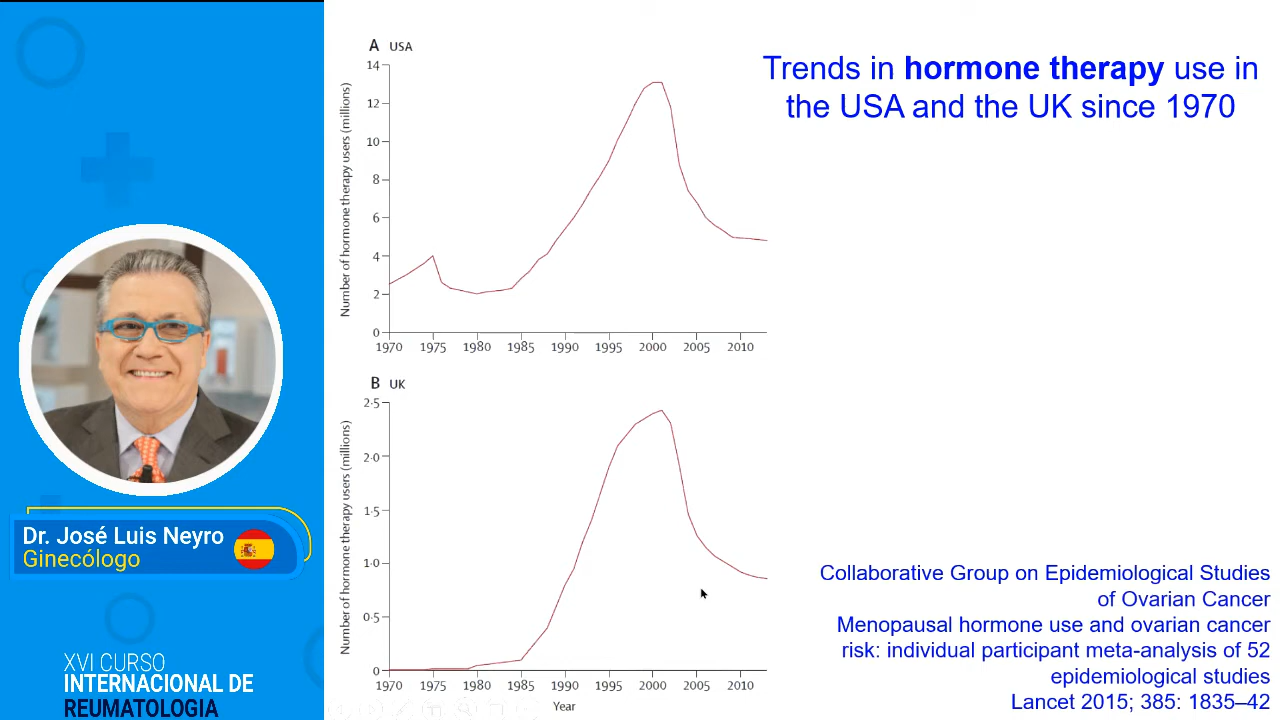 A USA
Number of hormone therapy users (millions)
14
12
10
8
6
4
2
0
1970 1975 1980 1985 1990 1995 2000 2005 2010
B UK
Number of hormone therapy users (millions)
2·5
2·0
1·5
1·0
0·5
0
1970 1975 1980 1985 1990 1995 2000 2005 2010
Year
Trends in hormone therapy use in
the USA and the UK since 1970
Collaborative Group on Epidemiological Studies
of Ovarian Cancer
Menopausal hormone use and ovarian cancer
risk: individual participant meta-analysis of 52
epidemiological studies
Lancet 2015; 385: 1835–42
Dr. José Luis Neyro
Ginecólogo
XVI CURSO
INTERNACIONAL DE
REUMATOLOGIA